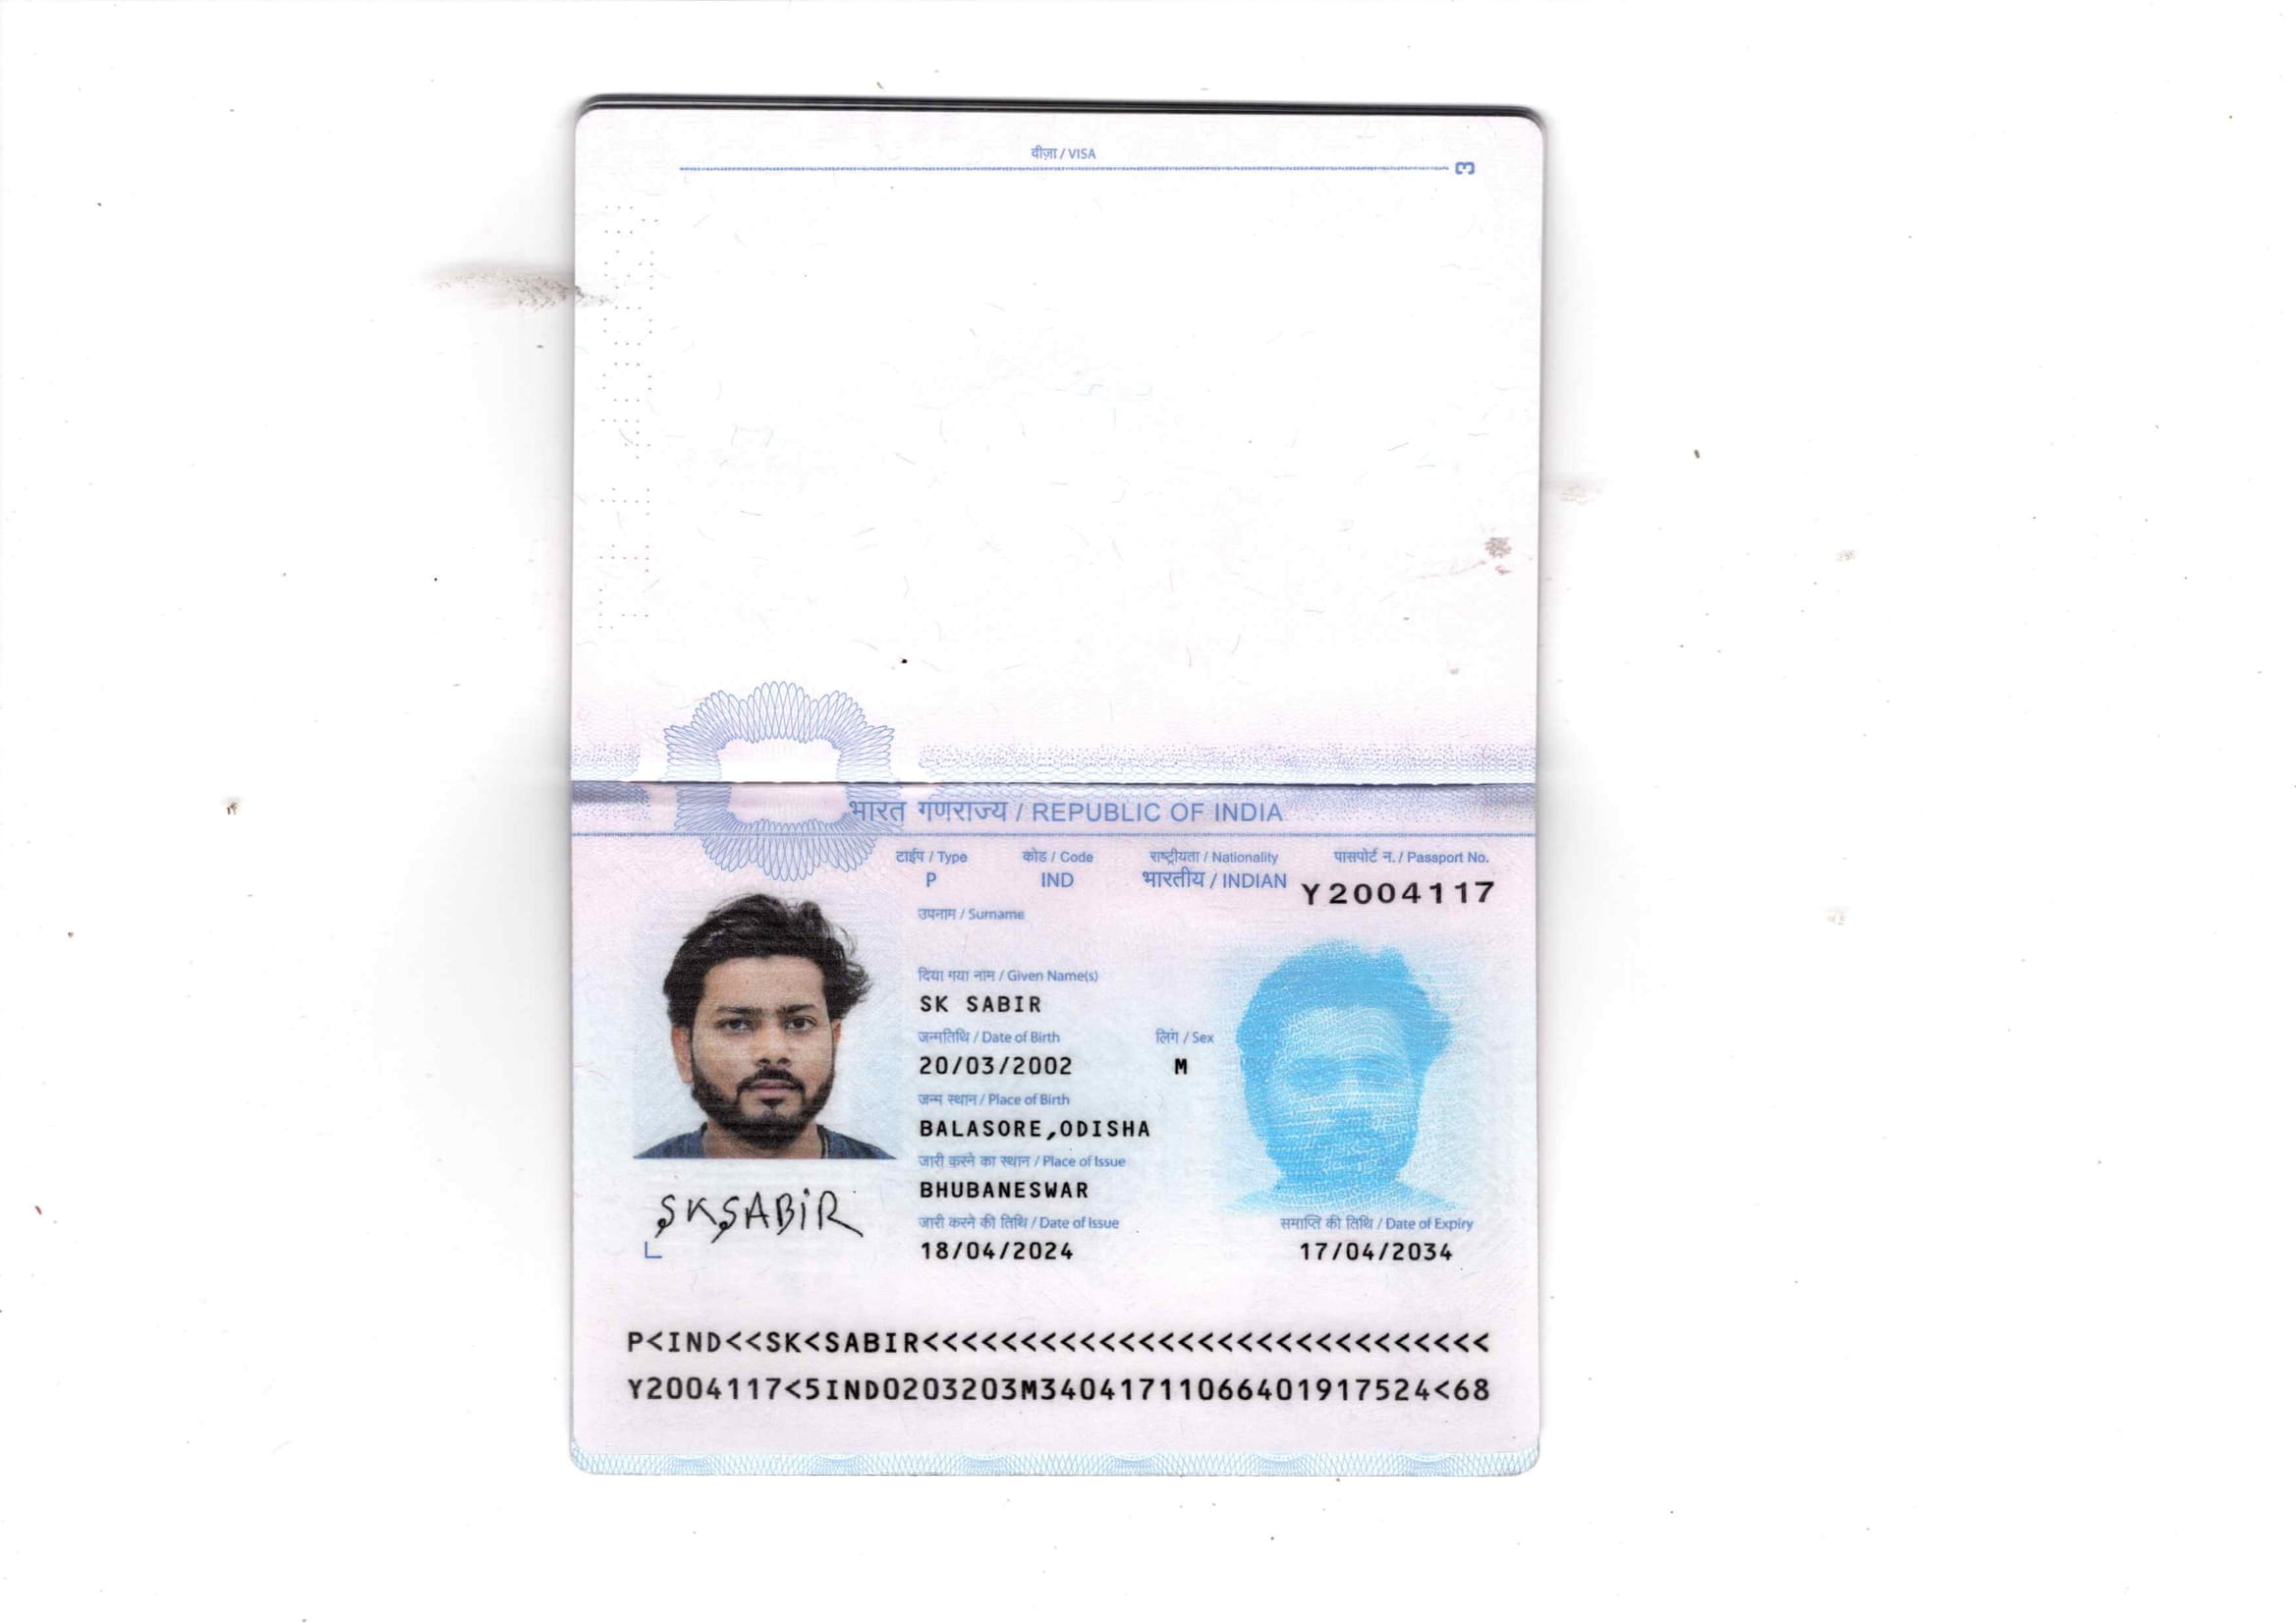 वीज़ा / VISA
3
भारत गणराज्य / REPUBLIC OF INDIA
टाईप / Type कोड / Code राष्ट्रीयता / Nationality पासपोर्ट न. / Passport No.
P IND भारतीय / INDIAN Y2004117
उपनाम / Surname
दिया गया नाम / Given Name(s)
SK SABIR
जन्मतिथि / Date of Birth लिंग / Sex
20/03/2002 M
जन्म स्थान / Place of Birth
BALASORE,ODISHA
जारी करने का स्थान / Place of Issue
BHUBANESWAR
SKSABIR
जारी करने की तिथि / Date of Issue समाप्ति की तिथि / Date of Expiry
18/04/2024 17/04/2034
P<IND<<SK<SABIR<<<<<<<<<<<<<<<<<<<<<<<<<<<<<
Y2004117<5IND0203203M34041711066401917524<68